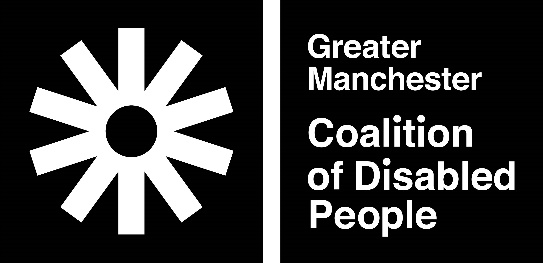 Greater
Manchester
Coalition
of Disabled
People